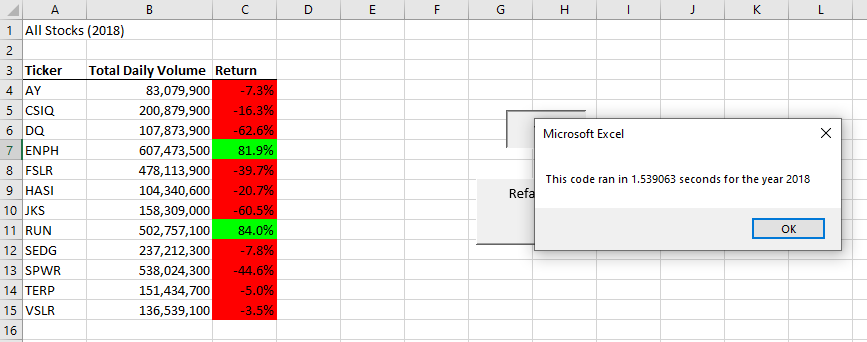 A B C D E F G H I J K L
1 All Stocks (2018)
2
3 Ticker Total Daily Volume Return
4 AY 83,079,900 -7.3%
5 CSIQ 200,879,900 -16.3%
6 DQ 107,873,900 -62.6%
7 ENPH 607,473,500 81.9%
8 FSLR 478,113,900 -39.7%
9 HASI 104,340,600 -20.7%
10 JKS 158,309,000 -60.5%
11 RUN 502,757,100 84.0%
12 SEDG 237,212,300 -7.8%
13 SPWR 538,024,300 -44.6%
14 TERP 151,434,700 -5.0%
15 VSLR 136,539,100 -3.5%
16
Refa
Microsoft Excel
This code ran in 1.539063 seconds for the year 2018
OK